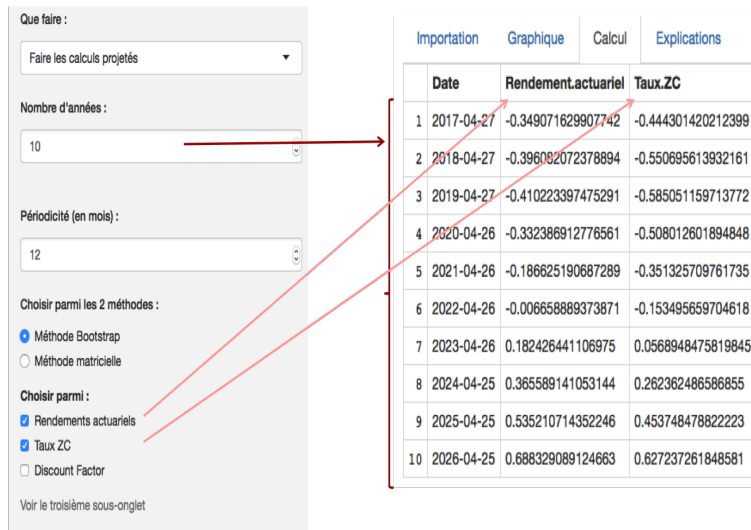 Que faire :
Faire les calculs projetés
Nombre d'années :
10
Périodicité (en mois) :
12
Choisir parmi les 2 méthodes :
Méthode Bootstrap
Méthode matricielle
Choisir parmi :
Rendements actuariels
Taux ZC
Discount Factor
Voir le troisième sous-onglet
Importation Graphique Calcul Explications
Date Rendement.actuariel Taux.ZC
1 2017-04-27 -0.349071629907742 -0.444301420212399
2 2018-04-27 -0.396082072378894 -0.550695613932161
3 2019-04-27 -0.410223397475291 -0.585051159713772
4 2020-04-26 -0.332386912776561 -0.508012601894848
5 2021-04-26 -0.186625190687289 -0.351325709761735
6 2022-04-26 -0.006658889373871 -0.153495659704618
7 2023-04-26 0.182426441106975 0.0568948475819845
8 2024-04-25 0.365589141053144 0.262362486586855
9 2025-04-25 0.535210714352246 0.453748478822223
10 2026-04-25 0.688329089124663 0.627237261848581